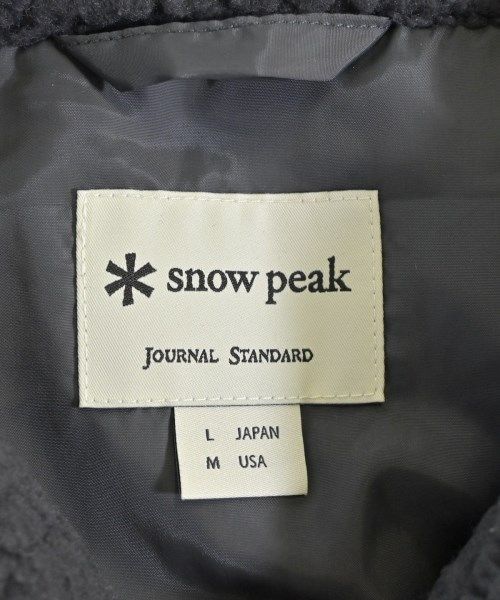 snow peak
JOURNAL STANDARD
L JAPAN
M USA